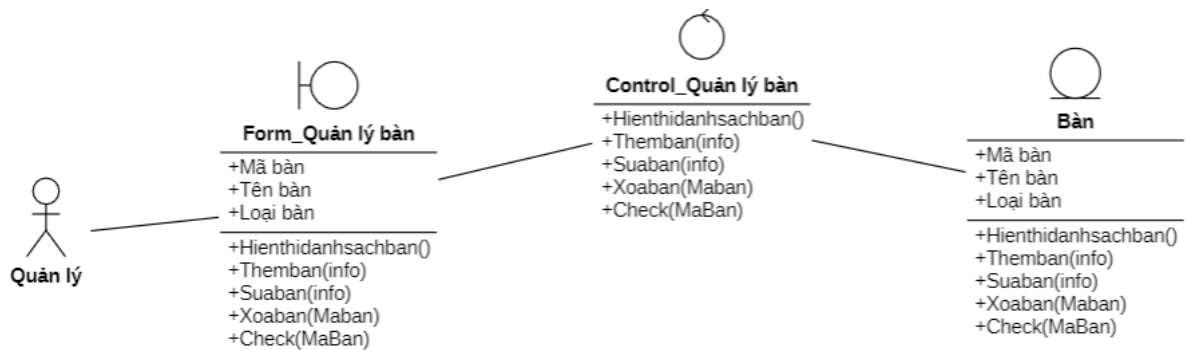 Quản lý
Form_Quản lý bàn
+Mã bàn
+Tên bàn
+Loại bàn
+Hienthidanhsachban()
+Themban(info)
+Suaban(info)
+Xoaban(Maban)
+Check(MaBan)
Control_Quản lý bàn
+Hienthidanhsachban()
+Themban(info)
+Suaban(info)
+Xoaban(Maban)
+Check(MaBan)
Bàn
+Mã bàn
+Tên bàn
+Loại bàn
+Hienthidanhsachban()
+Themban(info)
+Suaban(info)
+Xoaban(Maban)
+Check(MaBan)